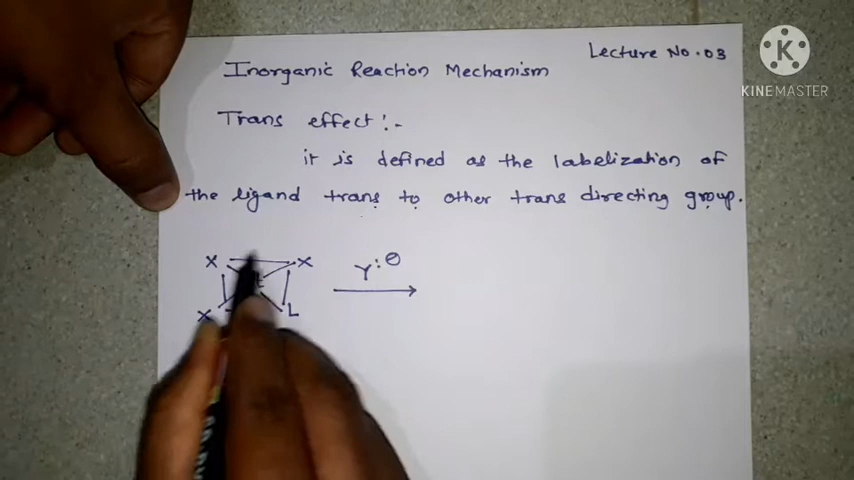 Lecture No. 03
Inorganic Reaction Mechanism
K
KINEMASTER
Trans effect:-
it is defined as the labelization of
the ligand trans to other trans directing group.
X X Y:⊖
X L